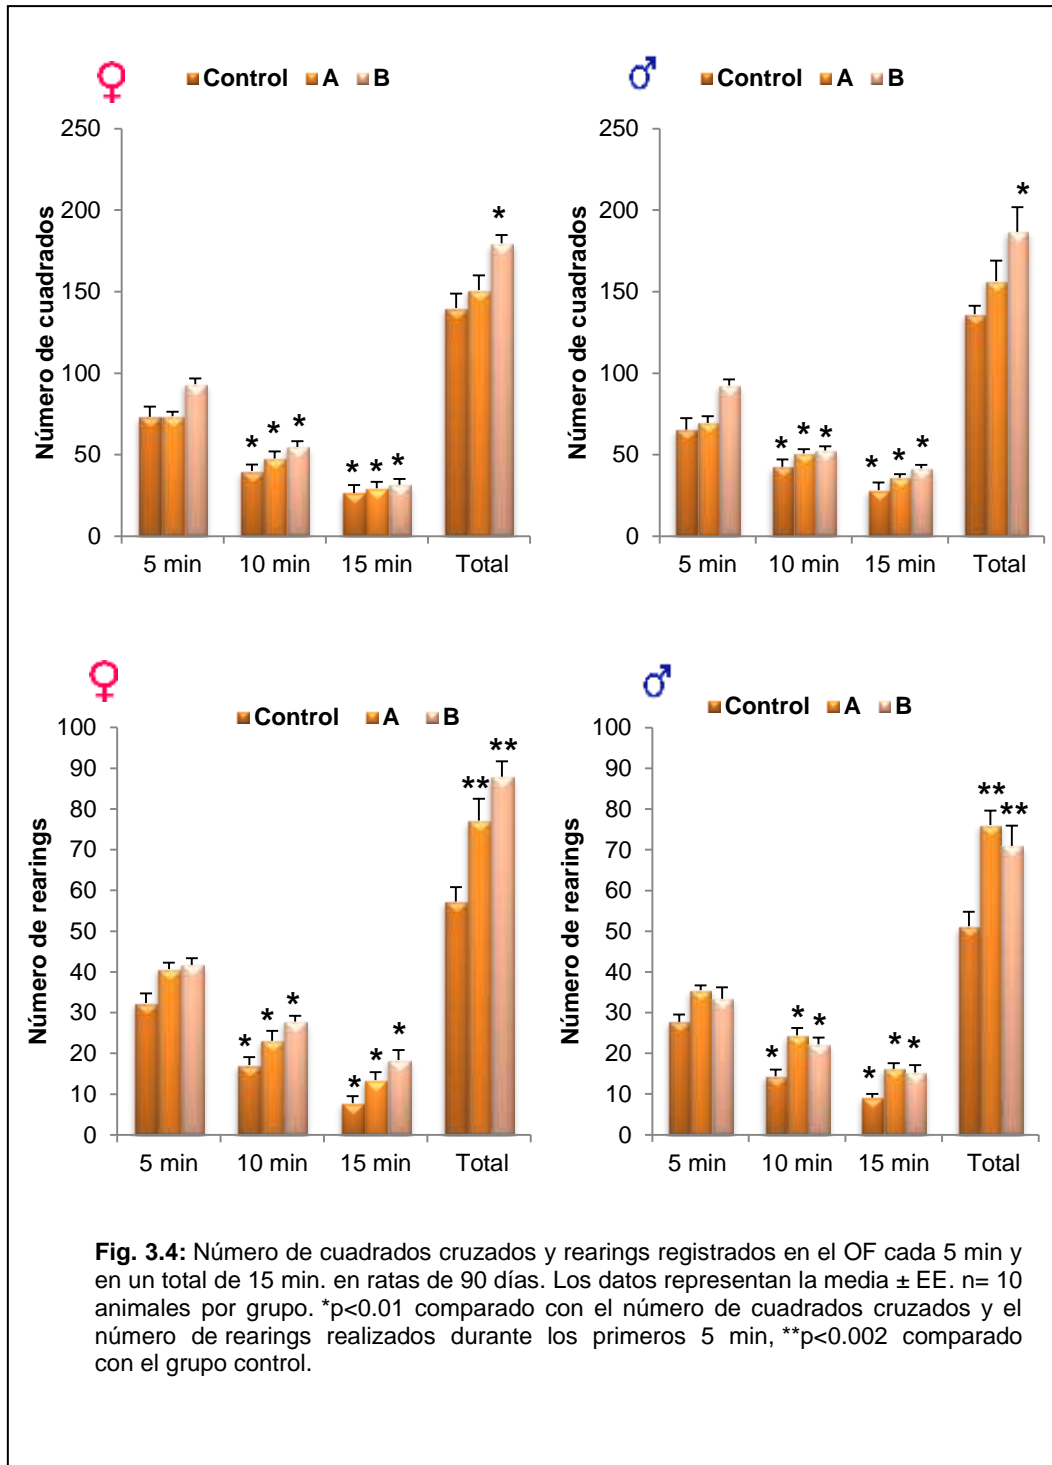 ♀ Control A B
Número de cuadrados
250
200
150
100
50
0
* * * * * * *
5 min 10 min 15 min Total
♂ Control A B
Número de cuadrados
250
200
150
100
50
0
* * * * * * *
5 min 10 min 15 min Total
♀ Control A B
Número de rearings
100
90
80
70
60
50
40
30
20
10
0
* * * * * * ** **
5 min 10 min 15 min Total
♂ Control A B
Número de rearings
100
90
80
70
60
50
40
30
20
10
0
* * * * * * ** **
5 min 10 min 15 min Total
Fig. 3.4: Número de cuadrados cruzados y rearings registrados en el OF cada 5 min y
en un total de 15 min. en ratas de 90 días. Los datos representan la media ± EE. n= 10
animales por grupo. *p<0.01 comparado con el número de cuadrados cruzados y el
número de rearings realizados durante los primeros 5 min, **p<0.002 comparado
con el grupo control.